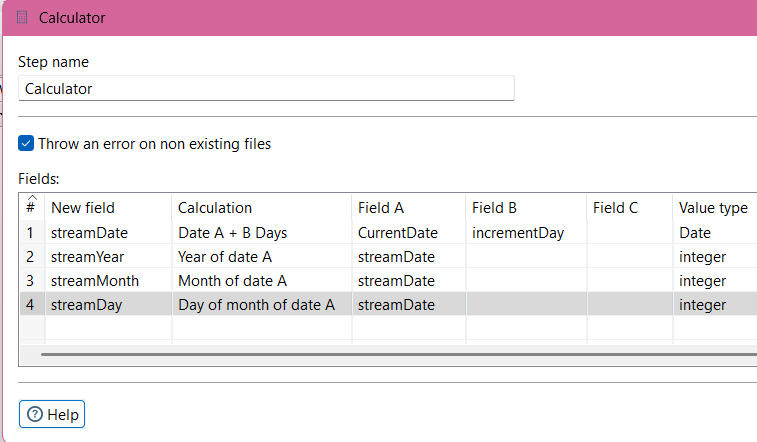 Calculator
Step name
Calculator
Throw an error on non existing files
Fields:
# New field Calculation Field A Field B Field C Value type
1 streamDate Date A + B Days CurrentDate incrementDay Date
2 streamYear Year of date A streamDate integer
3 streamMonth Month of date A streamDate integer
4 streamDay Day of month of date A streamDate integer
Help